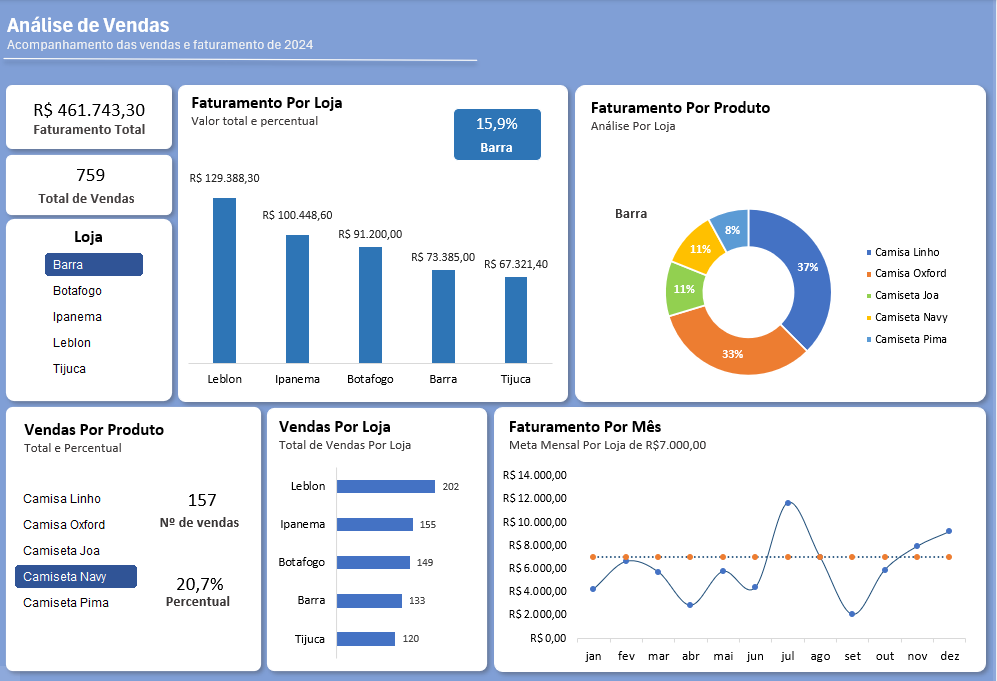 Análise de Vendas
Acompanhamento das vendas e faturamento de 2024
R$ 461.743,30
Faturamento Total
759
Total de Vendas
Loja
Barra
Botafogo
Ipanema
Leblon
Tijuca
Faturamento Por Loja
Valor total e percentual
15,9%
Barra
R$ 129.388,30
R$ 100.448,60
R$ 91.200,00
R$ 73.385,00
R$ 67.321,40
Leblon
Ipanema
Botafogo
Barra
Tijuca
Faturamento Por Produto
Análise Por Loja
Barra
8%
11%
37%
11%
33%
Camisa Linho
Camisa Oxford
Camiseta Joa
Camiseta Navy
Camiseta Pima
Vendas Por Produto
Total e Percentual
Camisa Linho
Camisa Oxford
Camiseta Joa
Camiseta Navy
Camiseta Pima
157
Nº de vendas
20,7%
Percentual
Vendas Por Loja
Total de Vendas Por Loja
Leblon 202
Ipanema 155
Botafogo 149
Barra 133
Tijuca 120
Faturamento Por Mês
Meta Mensal Por Loja de R$7.000,00
R$ 14.000,00
R$ 12.000,00
R$ 10.000,00
R$ 8.000,00
R$ 6.000,00
R$ 4.000,00
R$ 2.000,00
R$ 0,00
jan fev mar abr mai jun jul ago set out nov dez